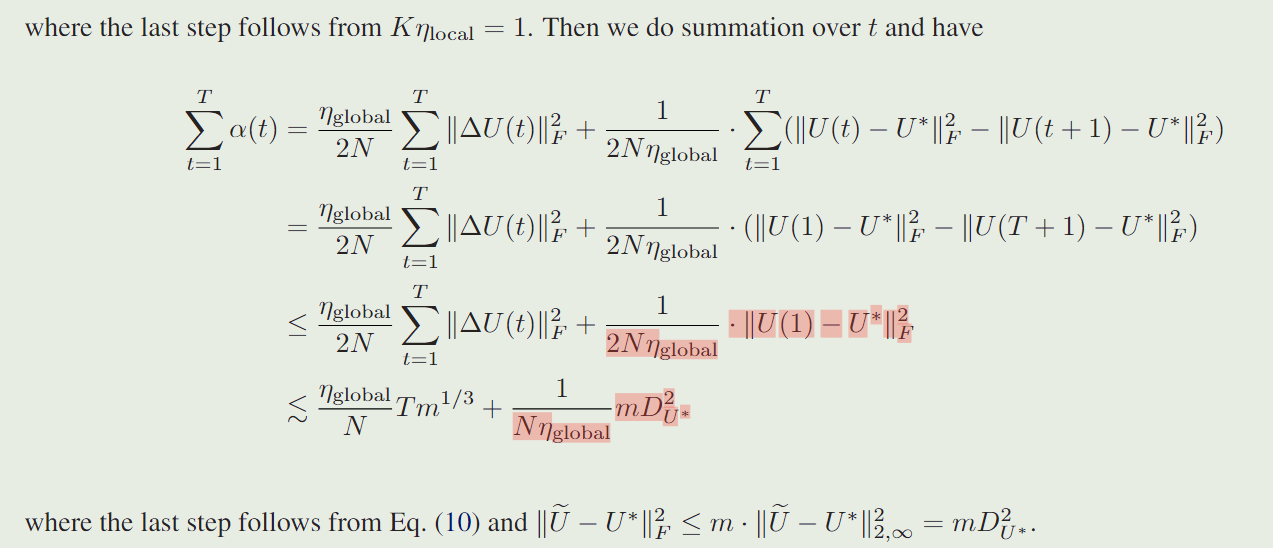 where the last step follows from $K\eta_{\text{local}} = 1$. Then we do summation over $t$ and have
$\sum_{t=1}^{T} \alpha(t) = \frac{\eta_{\text{global}}}{2N} \sum_{t=1}^{T} \|\Delta U(t)\|_F^2 + \frac{1}{2N\eta_{\text{global}}} \cdot \sum_{t=1}^{T} (\|U(t) - U^*\|_F^2 - \|U(t+1) - U^*\|_F^2)$
$= \frac{\eta_{\text{global}}}{2N} \sum_{t=1}^{T} \|\Delta U(t)\|_F^2 + \frac{1}{2N\eta_{\text{global}}} \cdot (\|U(1) - U^*\|_F^2 - \|U(T+1) - U^*\|_F^2)$
$\leq \frac{\eta_{\text{global}}}{2N} \sum_{t=1}^{T} \|\Delta U(t)\|_F^2 + \frac{1}{2N\eta_{\text{global}}} \cdot \|U(1) - U^*\|_F^2$
$\lesssim \frac{\eta_{\text{global}}}{N} T m^{1/3} + \frac{1}{N\eta_{\text{global}}} m D_{U^*}^2$
where the last step follows from Eq. (10) and $\|\widetilde{U} - U^*\|_F^2 \leq m \cdot \|\widetilde{U} - U^*\|_{2,\infty}^2 = m D_{U^*}^2$.